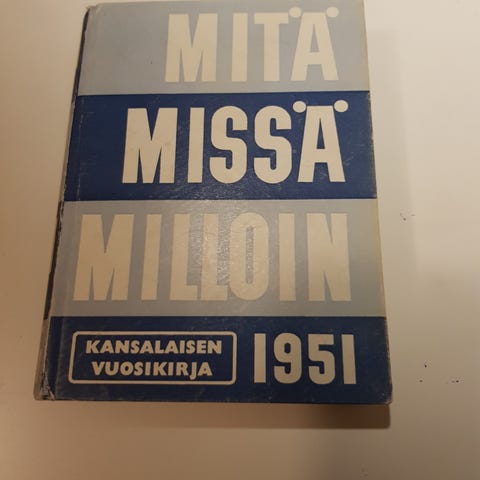 MITÄ
MISSÄ
MILLOIN
KANSALAISEN
VUOSIKIRJA
1951